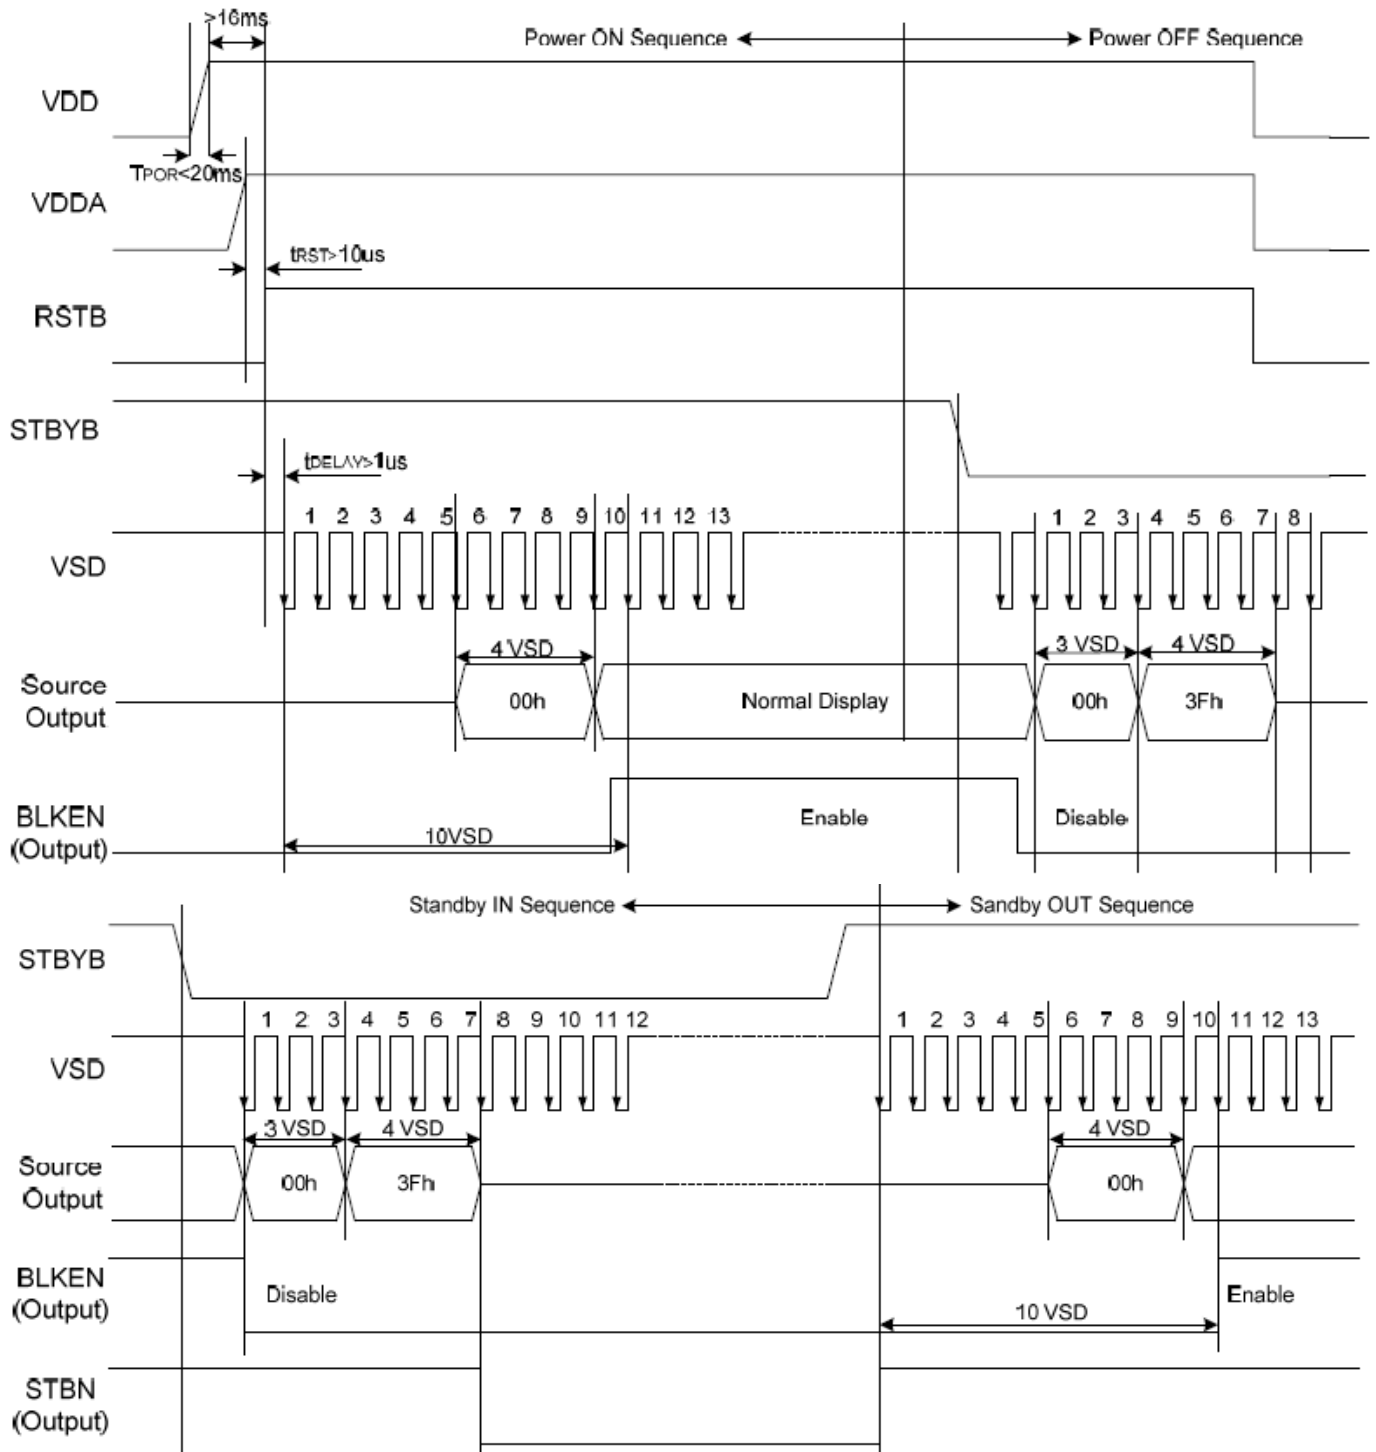 >16ms
Power ON Sequence
Power OFF Sequence
VDD
TPOR<20ms
VDDA
tRST>10us
RSTB
STBYB
tDELAY>1us
1 2 3 4 5 6 7 8 9 10 11 12 13
1 2 3 4 5 6 7 8
VSD
4 VSD
3 VSD
4 VSD
Source
Output
00h
Normal Display
00h
3Fh
BLKEN
(Output)
10VSD
Enable
Disable
Standby IN Sequence
Sandby OUT Sequence
STBYB
1 2 3 4 5 6 7 8 9 10 11 12
1 2 3 4 5 6 7 8 9 10 11 12 13
VSD
3 VSD
4 VSD
4 VSD
Source
Output
00h
3Fh
00h
BLKEN
(Output)
Disable
10 VSD
Enable
STBN
(Output)